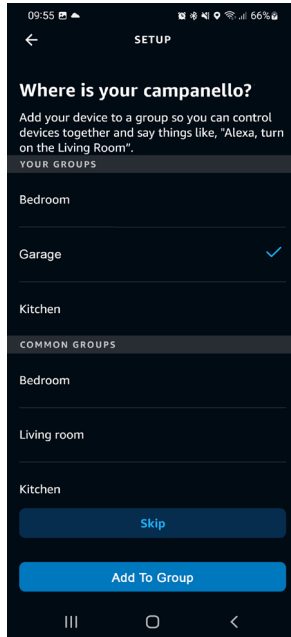 09:55 66%
SETUP
Where is your campanello?
Add your device to a group so you can control
devices together and say things like, "Alexa, turn
on the Living Room".
YOUR GROUPS
Bedroom
Garage
Kitchen
COMMON GROUPS
Bedroom
Living room
Kitchen
Skip
Add To Group